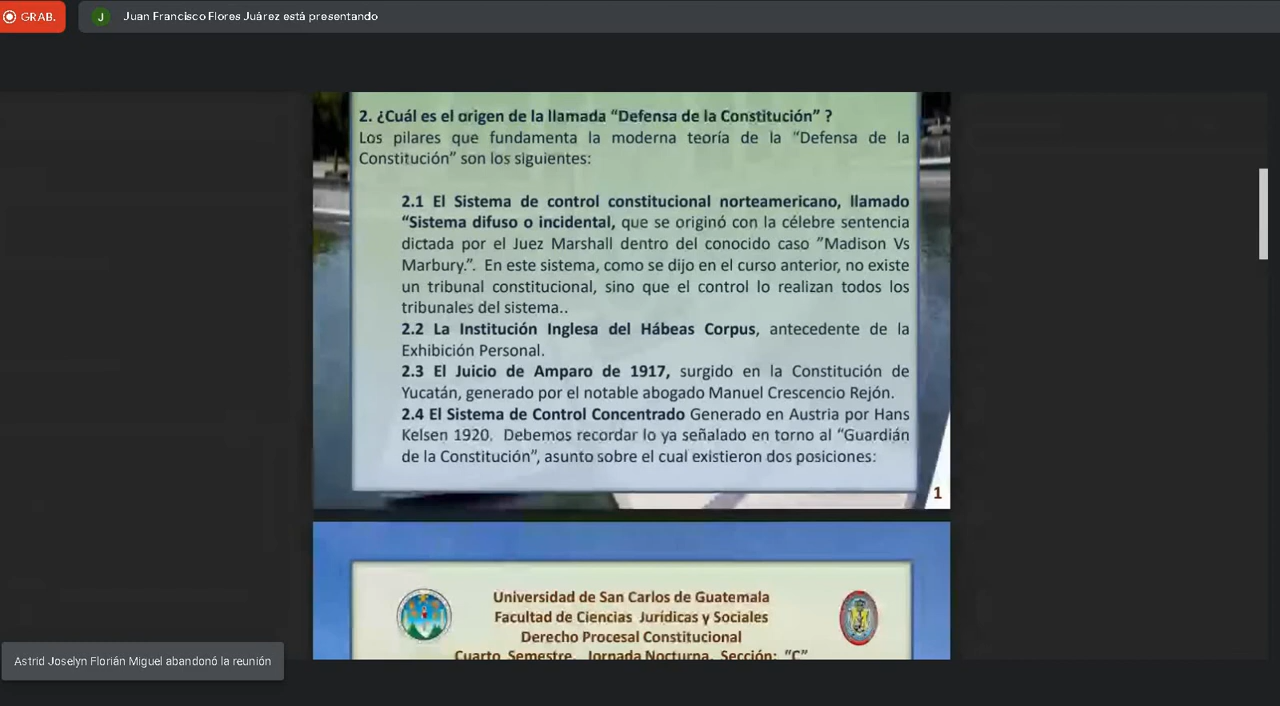 GRAB.
J
Juan Francisco Flores Juárez está presentando
2. ¿Cuál es el origen de la llamada “Defensa de la Constitución” ?
Los pilares que fundamenta la moderna teoría de la “Defensa de la
Constitución” son los siguientes:
2.1 El Sistema de control constitucional norteamericano, llamado
“Sistema difuso o incidental, que se originó con la célebre sentencia
dictada por el Juez Marshall dentro del conocido caso ”Madison Vs
Marbury.”. En este sistema, como se dijo en el curso anterior, no existe
un tribunal constitucional, sino que el control lo realizan todos los
tribunales del sistema..
2.2 La Institución Inglesa del Hábeas Corpus, antecedente de la
Exhibición Personal.
2.3 El Juicio de Amparo de 1917, surgido en la Constitución de
Yucatán, generado por el notable abogado Manuel Crescencio Rejón.
2.4 El Sistema de Control Concentrado Generado en Austria por Hans
Kelsen 1920. Debemos recordar lo ya señalado en torno al “Guardián
de la Constitución”, asunto sobre el cual existieron dos posiciones:
1
Universidad de San Carlos de Guatemala
Facultad de Ciencias Jurídicas y Sociales
Derecho Procesal Constitucional
Cuarto Semestre. Jornada Nocturna. Sección: “C”
Astrid Joselyn Florián Miguel abandonó la reunión